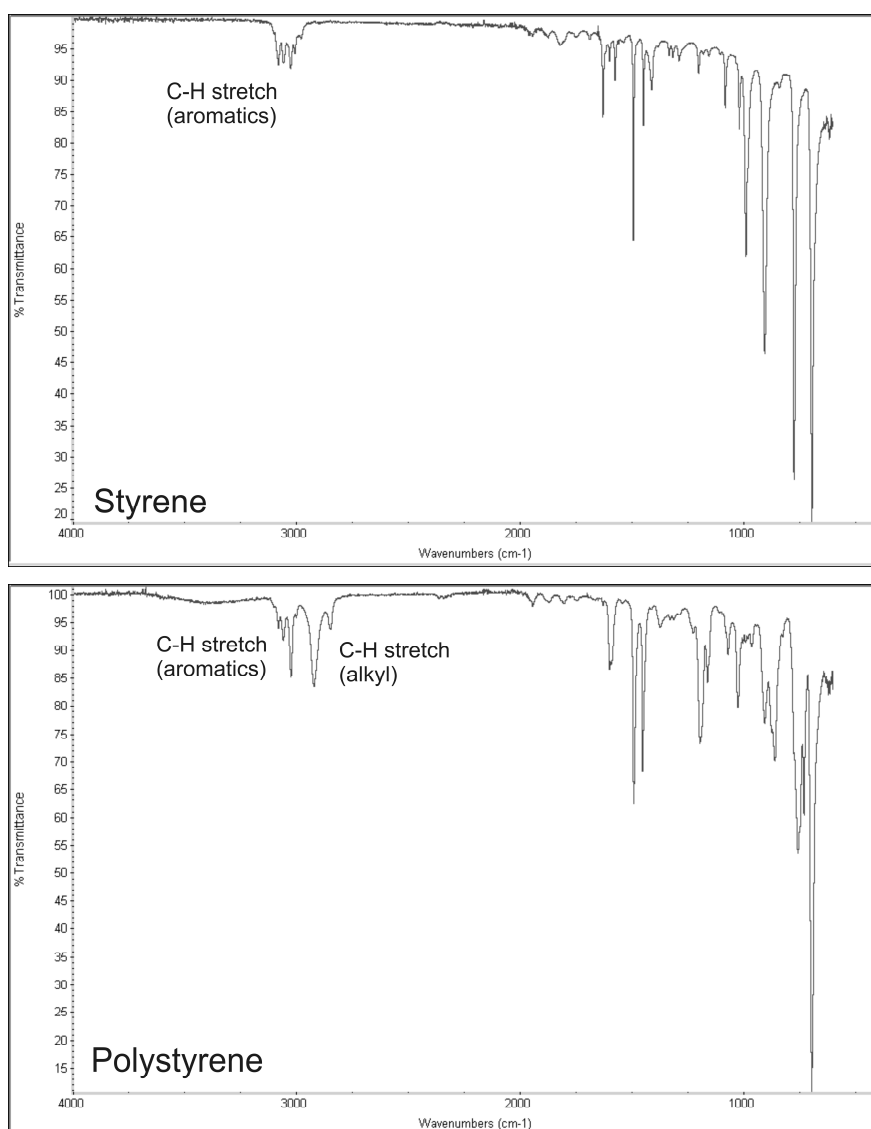 95
90
C-H stretch
(aromatics)
85
80
75
70
65
60
55
50
45
40
35
30
25
20
% Transmittance
Styrene
4000 3000 2000 1000
Wavenumbers (cm-1)
100
95
C-H stretch
(aromatics)
C-H stretch
(alkyl)
90
85
80
75
70
65
60
55
50
45
40
35
30
25
20
15
% Transmittance
Polystyrene
4000 3000 2000 1000
Wavenumbers (cm-1)